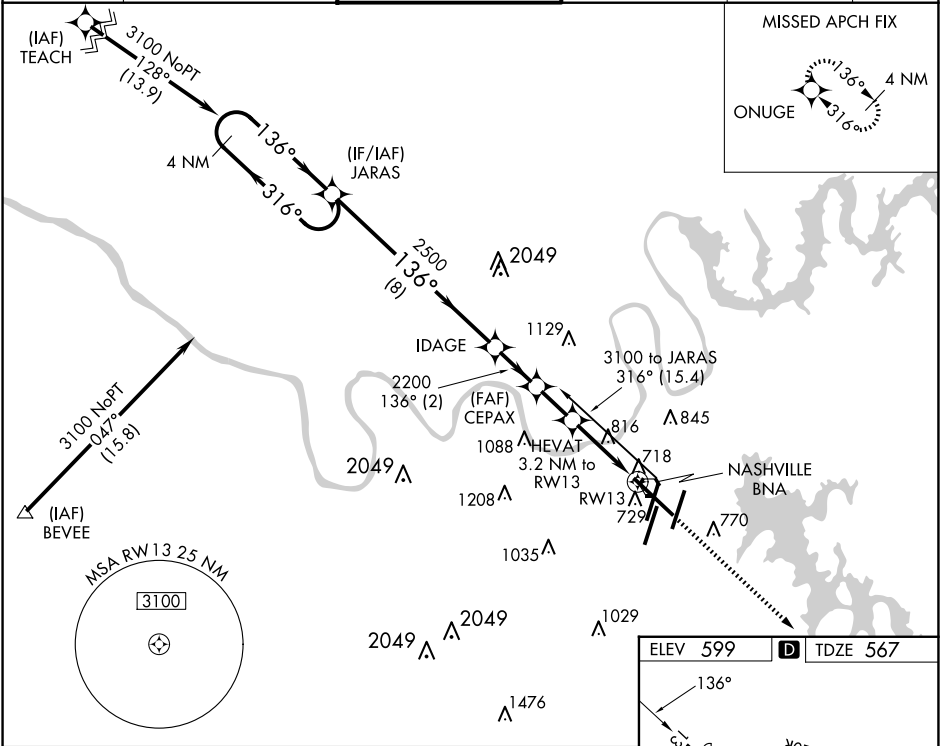 (IAF)
TEACH
3100 NoPT
128°
(13.9)
MISSED APCH FIX
136°
4 NM
316°
ONUGE
136°
4 NM
316°
(IF/IAF)
JARAS
2500
136°
(8)
2049
1129
IDAGE
3100 to JARAS
316° (15.4)
2200
136° (2)
(FAF)
CEPAX
816
845
1088
HEVAT
3.2 NM to
RW13
718
NASHVILLE
BNA
3100 NoPT
047°
(15.8)
2049
1208
RW13
729
770
(IAF)
BEVEE
1035
MSA RW13 25 NM
3100
2049
2049
1029
1476
ELEV 599
D
TDZE 567
136°